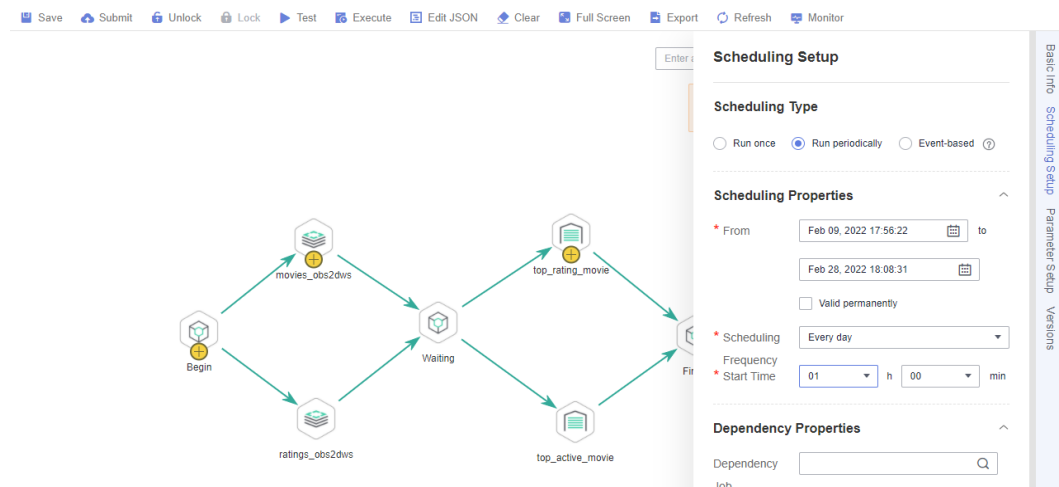 Save Submit Unlock Lock Test Execute Edit JSON Clear Full Screen Export Refresh Monitor
Enter
movies_obs2dws
top_rating_movie
Begin
Waiting
ratings_obs2dws
top_active_movie
Scheduling Setup
Scheduling Type
Run once Run periodically Event-based ?
Scheduling Properties
* From Feb 09, 2022 17:56:22 to
Feb 28, 2022 18:08:31
Valid permanently
* Scheduling Every day
Frequency
* Start Time 01 h 00 min
Dependency Properties
Dependency
Job
Basic Info
Scheduling Setup
Parameter Setup
Versions